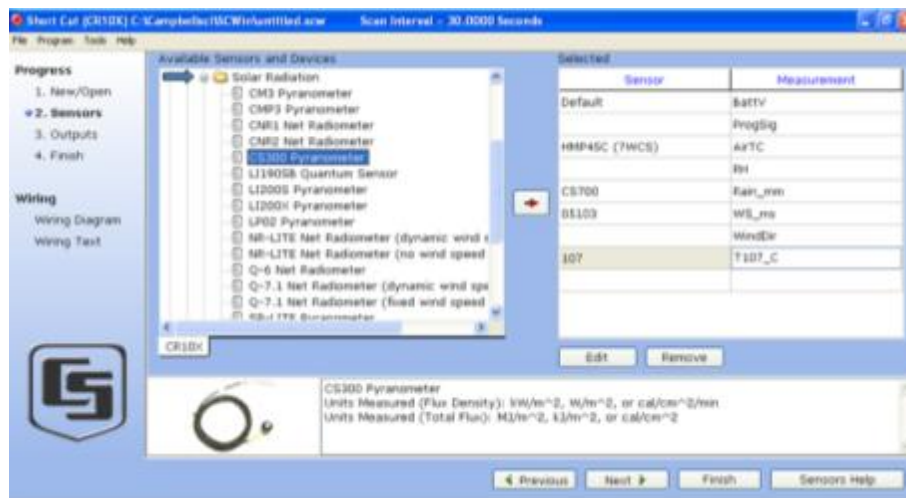 Short Cut (CR10X) C:\Campbellsci\SCWin\untitled.scw Scan Interval = 30.0000 Seconds
File Program Tools Help
Progress
1. New/Open
2. Sensors
3. Outputs
4. Finish
Wiring
Wiring Diagram
Wiring Text
Available Sensors and Devices
Solar Radiation
CM3 Pyranometer
CMP3 Pyranometer
CNR1 Net Radiometer
CNR2 Net Radiometer
CS300 Pyranometer
LI190SB Quantum Sensor
LI200S Pyranometer
LI200X Pyranometer
LP02 Pyranometer
NR-LITE Net Radiometer (dynamic wind s
NR-LITE Net Radiometer (no wind speed
Q-6 Net Radiometer
Q-7.1 Net Radiometer (dynamic wind spe
Q-7.1 Net Radiometer (fixed wind speed
SP-LITE Pyranometer
CR10X
Selected
Sensor Measurement
Default BattV
ProgSig
HMP45C (7WCS) AirTC
RH
CS700 Rain_mm
05103 WS_ms
WindDir
107 T107_C
Edit Remove
CS300 Pyranometer
Units Measured (Flux Density): kW/m^2, W/m^2, or cal/cm^2/min
Units Measured (Total Flux): MJ/m^2, kJ/m^2, or cal/cm^2
Previous Next Finish Sensors Help